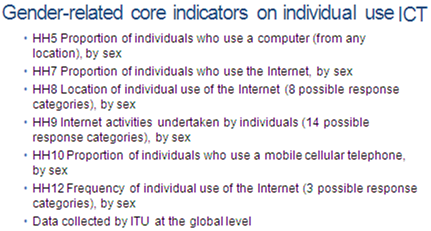 Gender-related core indicators on individual use ICT
• HH5 Proportion of individuals who use a computer (from any
location), by sex
• HH7 Proportion of individuals who use the Internet, by sex
• HH8 Location of individual use of the Internet (8 possible response
categories), by sex
• HH9 Internet activities undertaken by individuals (14 possible
response categories), by sex
• HH10 Proportion of individuals who use a mobile cellular telephone,
by sex
• HH12 Frequency of individual use of the Internet (3 possible response
categories), by sex
• Data collected by ITU at the global level